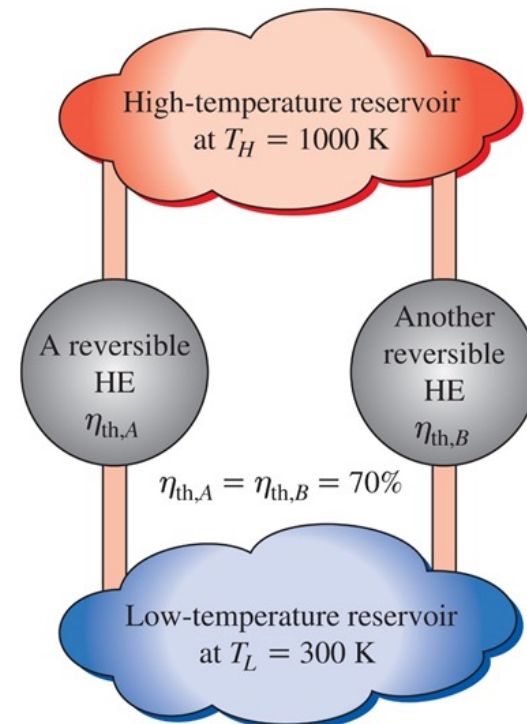 High-temperature reservoir
at T_H = 1000 K
A reversible
HE
η_th,A
Another
reversible
HE
η_th,B
η_th,A = η_th,B = 70%
Low-temperature reservoir
at T_L = 300 K